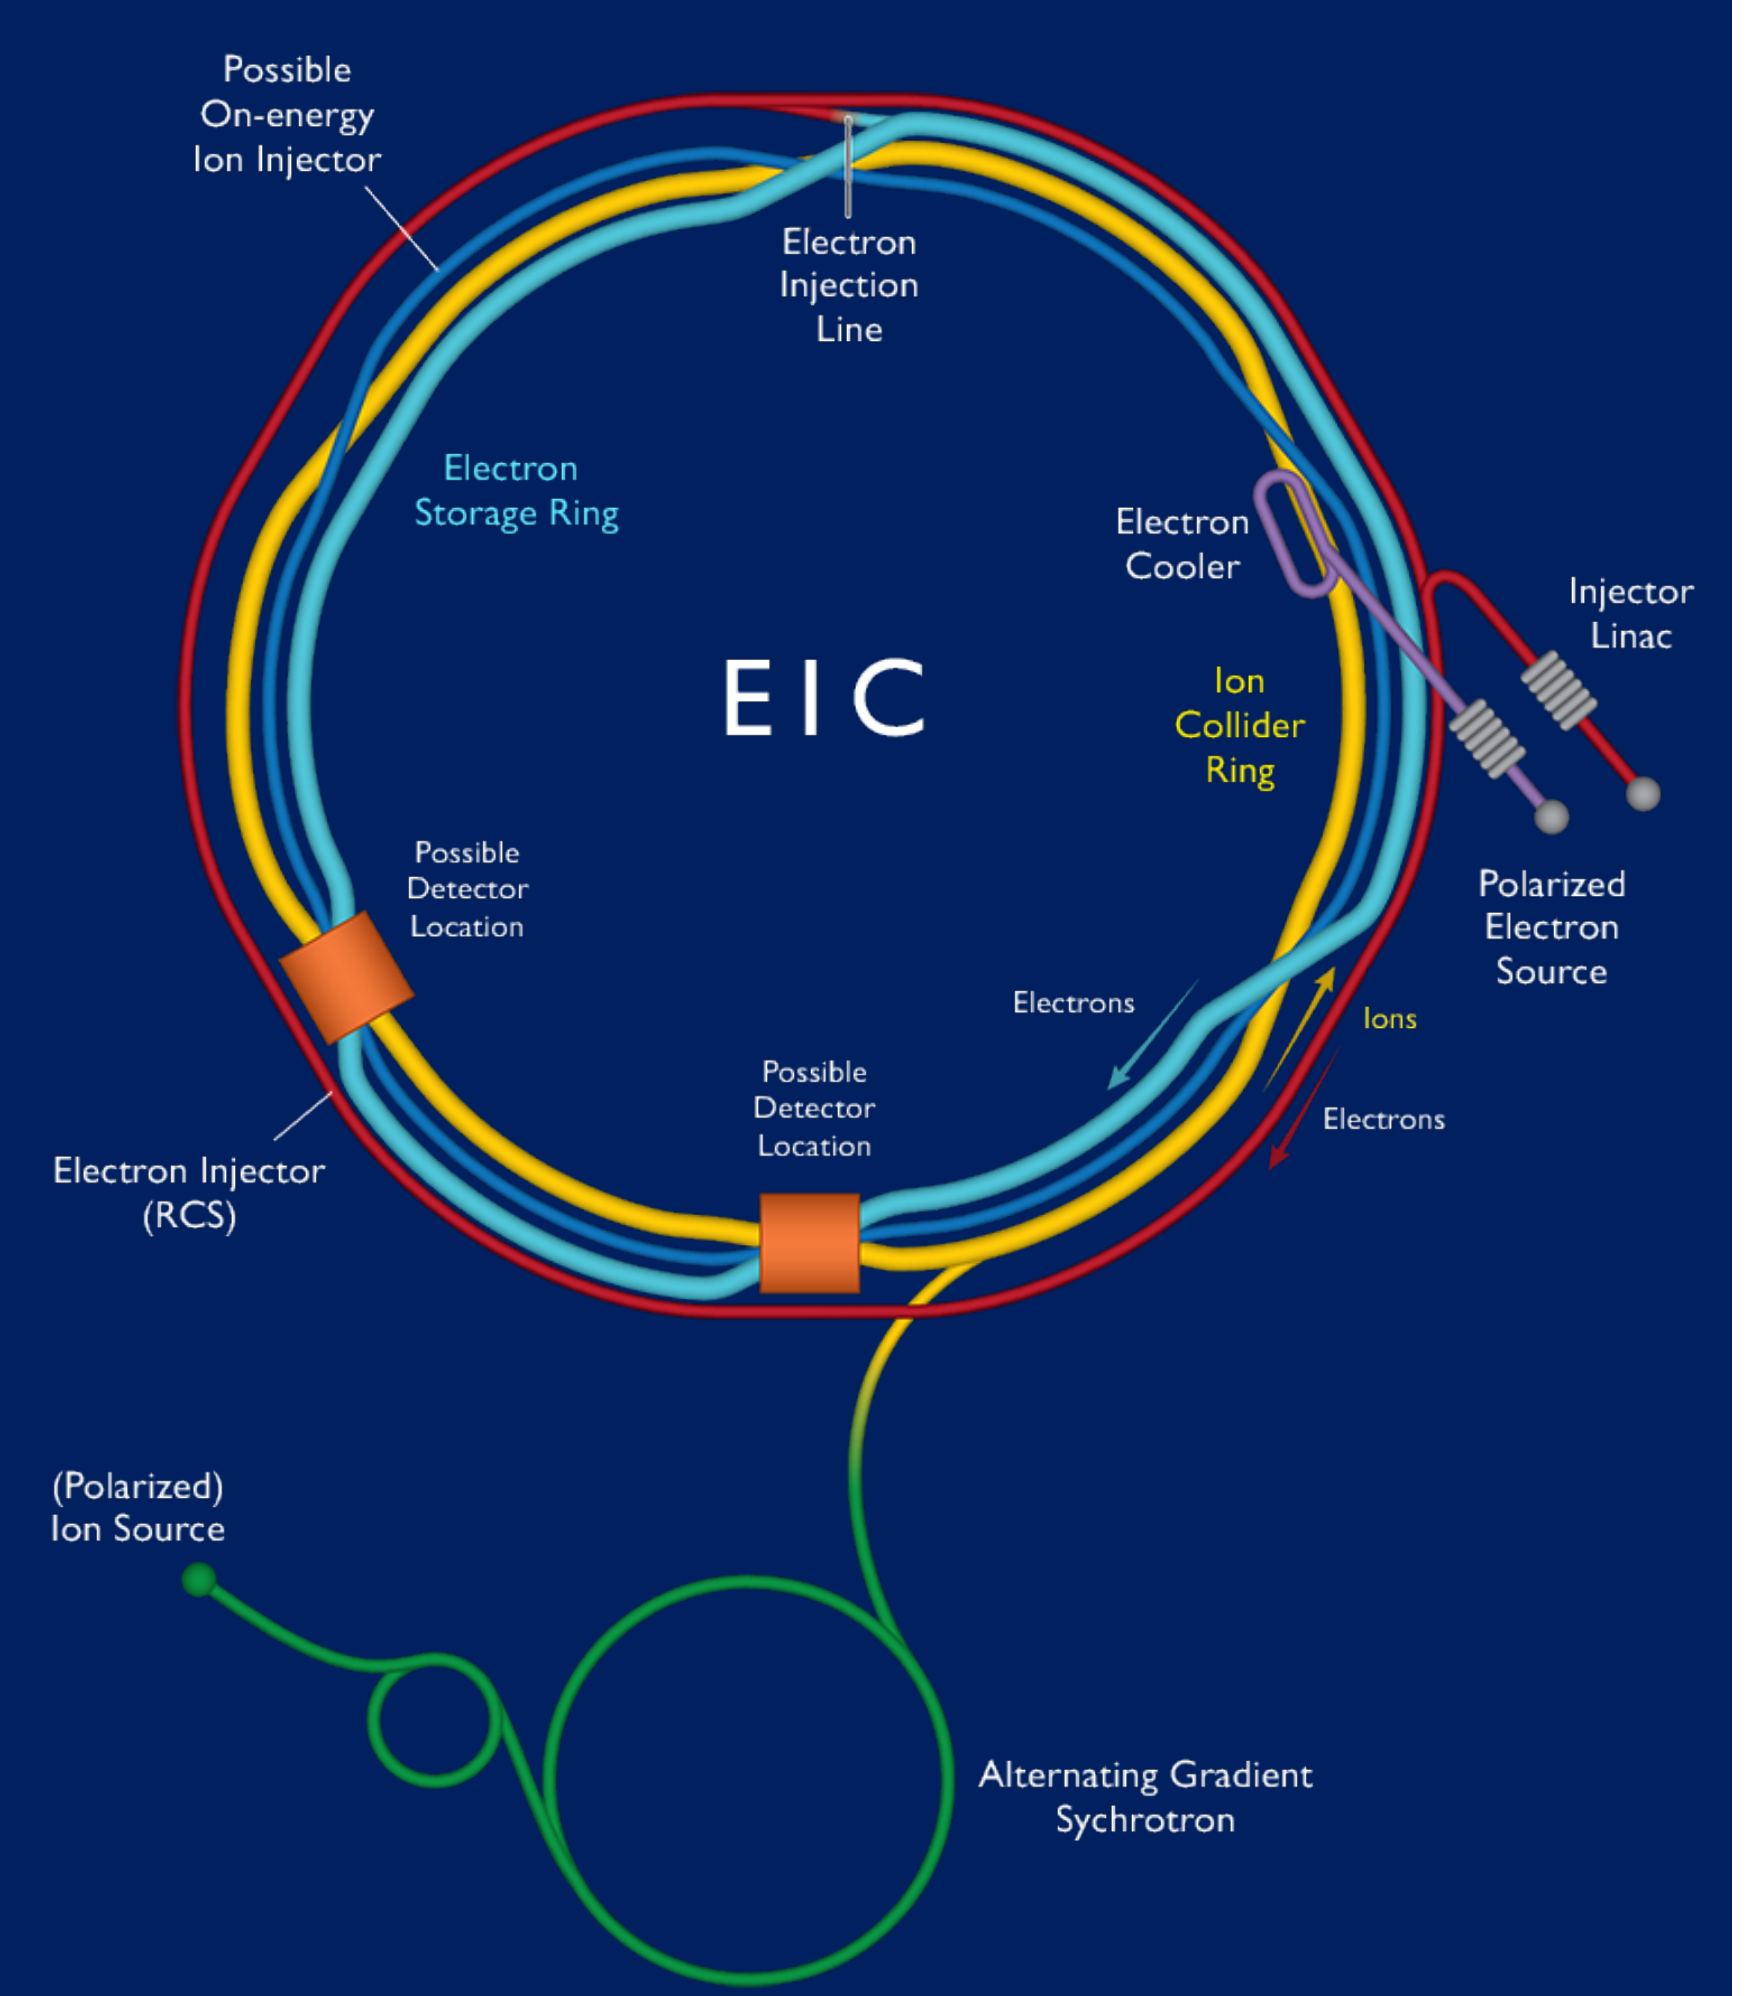 Possible
On-energy
Ion Injector
Electron
Injection
Line
Electron
Storage Ring
Electron
Cooler
Injector
Linac
EIC
Ion
Collider
Ring
Possible
Detector
Location
Polarized
Electron
Source
Electrons
Ions
Possible
Detector
Location
Electrons
Electron Injector
(RCS)
(Polarized)
Ion Source
Alternating Gradient
Sychrotron